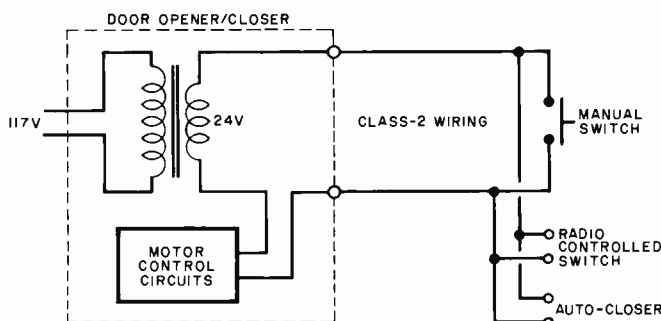 DOOR OPENER/CLOSER
117V
24V
CLASS-2 WIRING
MANUAL
SWITCH
MOTOR
CONTROL
CIRCUITS
RADIO
CONTROLLED
SWITCH
AUTO-CLOSER